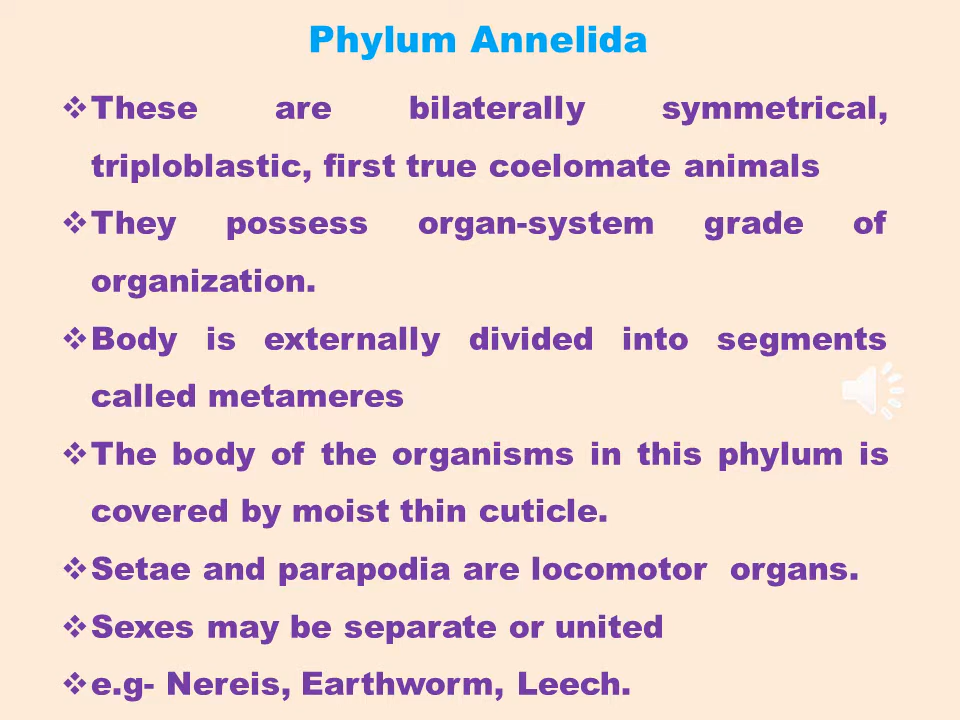 Phylum Annelida
❖These are bilaterally symmetrical,
triploblastic, first true coelomate animals
❖They possess organ-system grade of
organization.
❖Body is externally divided into segments
called metameres
❖The body of the organisms in this phylum is
covered by moist thin cuticle.
❖Setae and parapodia are locomotor organs.
❖Sexes may be separate or united
❖e.g- Nereis, Earthworm, Leech.